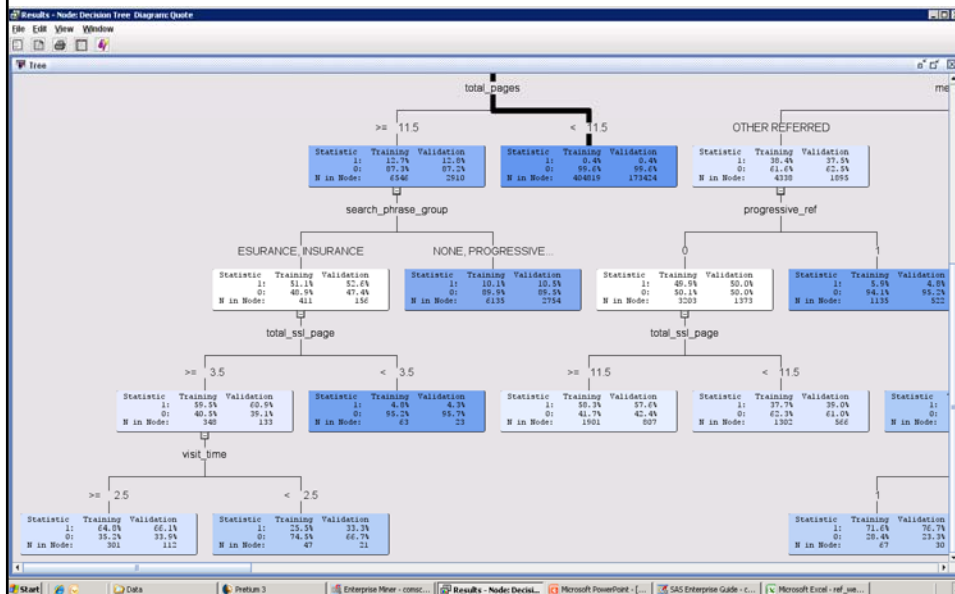 Results - Node: Decision Tree Diagram: Quote
File Edit View Window
Tree
total_pages
>= 11.5
< 11.5
OTHER REFERRED
Statistic Training Validation
1: 12.7% 12.8%
0: 87.3% 87.2%
N in Node: 6546 2910
Statistic Training Validation
1: 0.4% 0.4%
0: 99.6% 99.6%
N in Node: 404819 173424
Statistic Training Validation
1: 38.4% 37.5%
0: 61.6% 62.5%
N in Node: 4338 1895
search_phrase_group
progressive_ref
ESURANCE, INSURANCE
NONE, PROGRESSIVE...
0
1
Statistic Training Validation
1: 51.1% 52.6%
0: 48.9% 47.4%
N in Node: 411 156
Statistic Training Validation
1: 10.1% 10.5%
0: 89.9% 89.5%
N in Node: 6135 2754
Statistic Training Validation
1: 49.9% 50.0%
0: 50.1% 50.0%
N in Node: 3203 1373
Statistic Training Validation
1: 5.9% 4.8%
0: 94.1% 95.2%
N in Node: 1135 522
total_ssl_page
total_ssl_page
>= 3.5
< 3.5
>= 11.5
< 11.5
Statistic Training Validation
1: 59.5% 60.9%
0: 40.5% 39.1%
N in Node: 348 133
Statistic Training Validation
1: 4.8% 4.3%
0: 95.2% 95.7%
N in Node: 63 23
Statistic Training Validation
1: 58.3% 57.6%
0: 41.7% 42.4%
N in Node: 1901 807
Statistic Training Validation
1: 37.7% 39.0%
0: 62.3% 61.0%
N in Node: 1302 566
Statistic
1:
0:
N in Node:
visit_time
>= 2.5
< 2.5
1
Statistic Training Validation
1: 64.8% 66.1%
0: 35.2% 33.9%
N in Node: 301 112
Statistic Training Validation
1: 25.5% 33.3%
0: 74.5% 66.7%
N in Node: 47 21
Statistic Training Validation
1: 71.6% 76.7%
0: 28.4% 23.3%
N in Node: 67 30
Start
Data
Pretium 3
Enterprise Miner - consc...
Results - Node: Decisi...
Microsoft PowerPoint - [...
SAS Enterprise Guide - c...
Microsoft Excel - ref_we...